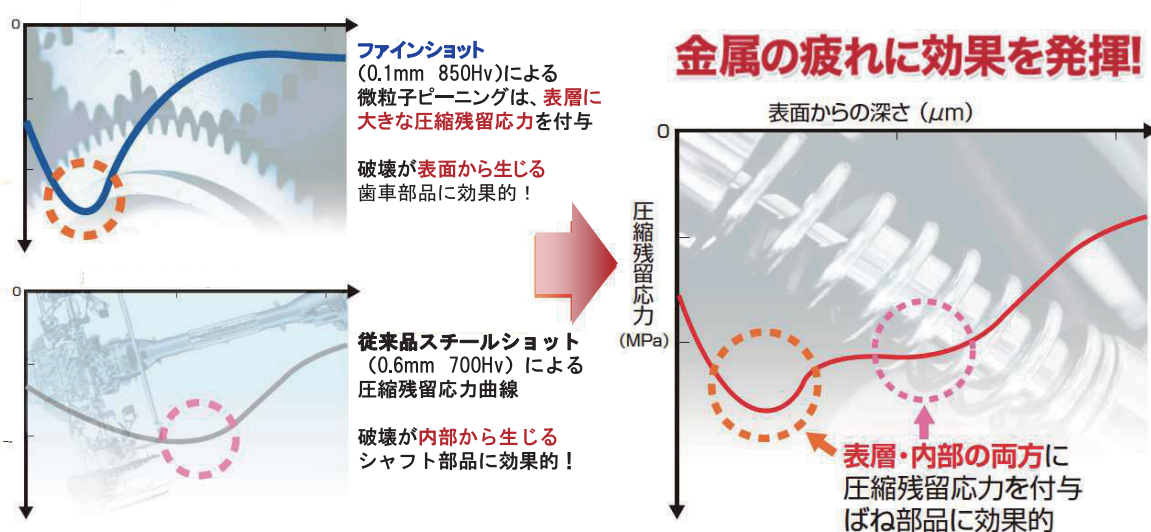 0
ファインショット
(0.1mm 850Hv)による
微粒子ピーニングは、表層に
大きな圧縮残留応力を付与
破壊が表面から生じる
歯車部品に効果的！
0
従来品スチールショット
(0.6mm 700Hv) による
圧縮残留応力曲線
破壊が内部から生じる
シャフト部品に効果的！
金属の疲れに効果を発揮!
表面からの深さ (μm)
0
圧縮残留応力
(MPa)
表層・内部の両方に
圧縮残留応力を付与
ばね部品に効果的